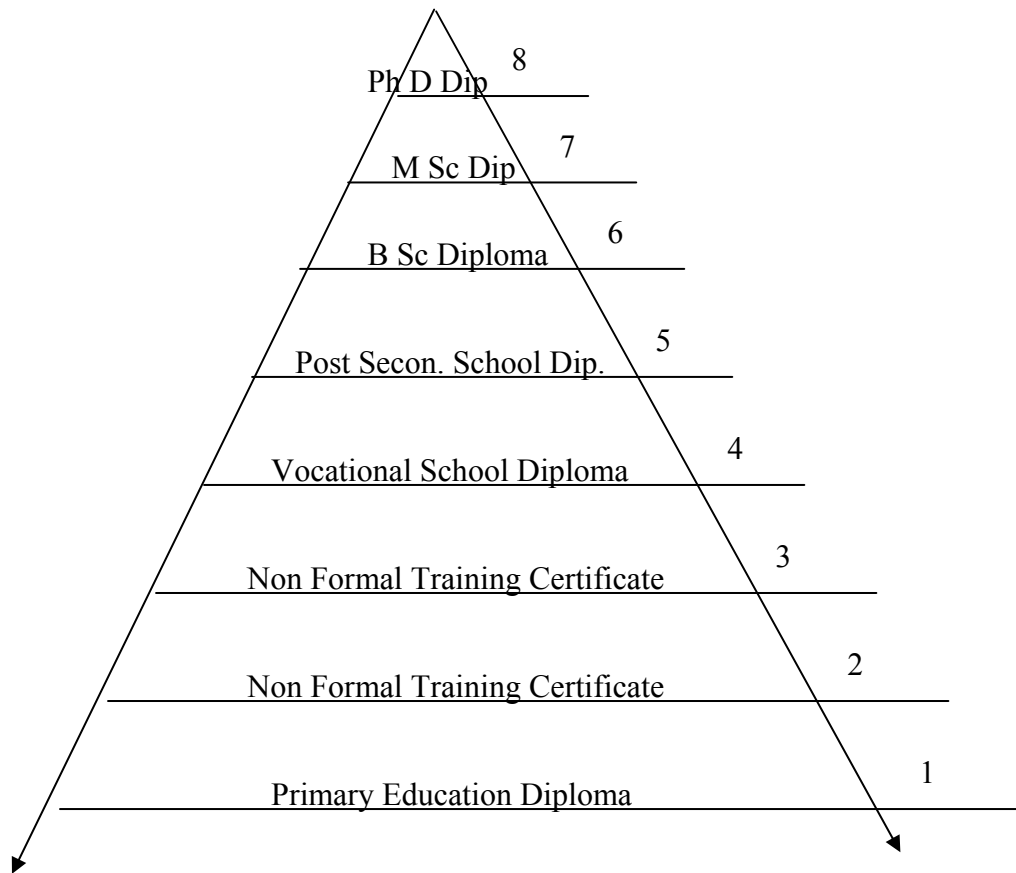 8
Ph D Dip
7
M Sc Dip
6
B Sc Diploma
5
Post Secon. School Dip.
4
Vocational School Diploma
3
Non Formal Training Certificate
2
Non Formal Training Certificate
1
Primary Education Diploma